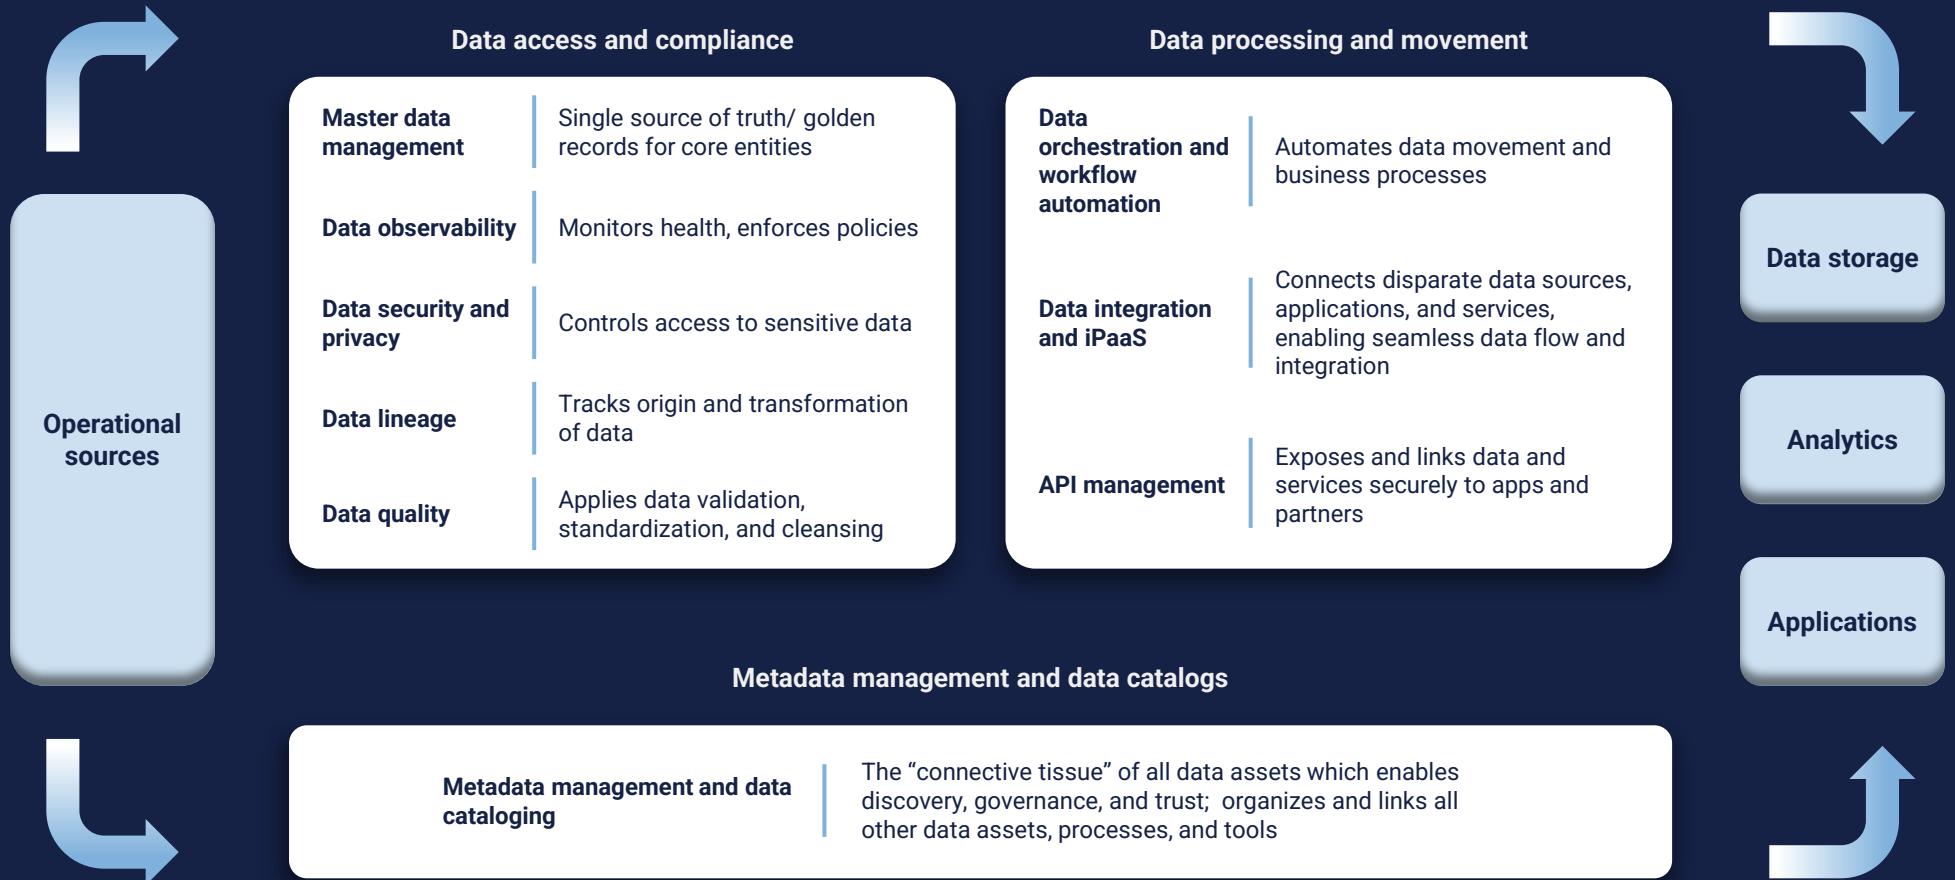 Data access and compliance
Master data
management
Single source of truth/ golden
records for core entities
Data observability
Monitors health, enforces policies
Data security and
privacy
Controls access to sensitive data
Data lineage
Tracks origin and transformation
of data
Data quality
Applies data validation,
standardization, and cleansing
Data processing and movement
Data
orchestration and
workflow
automation
Automates data movement and
business processes
Data integration
and iPaaS
Connects disparate data sources,
applications, and services,
enabling seamless data flow and
integration
API management
Exposes and links data and
services securely to apps and
partners
Operational
sources
Data storage
Analytics
Applications
Metadata management and data catalogs
Metadata management and data
cataloging
The “connective tissue” of all data assets which enables
discovery, governance, and trust;  organizes and links all
other data assets, processes, and tools